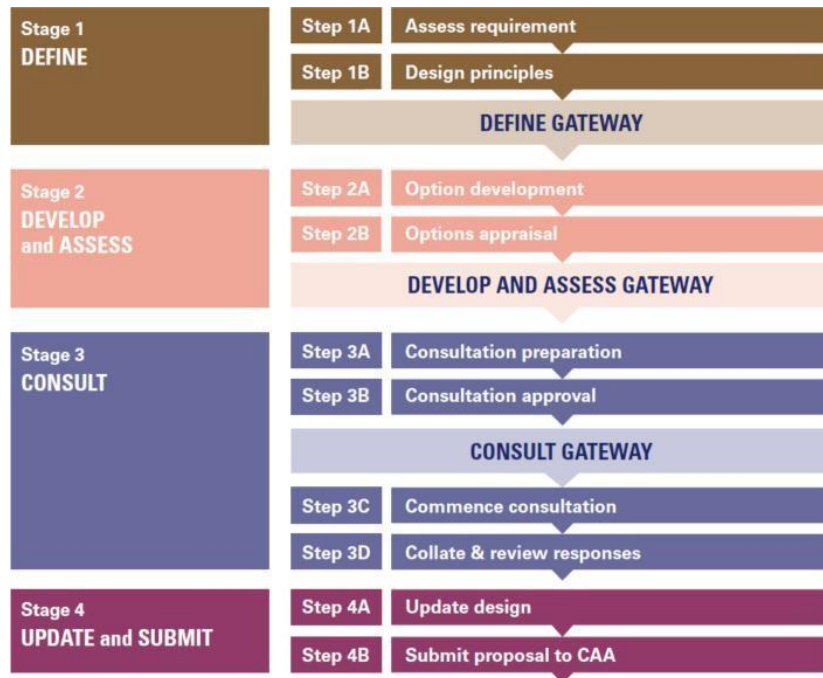 Stage 1
DEFINE
Step 1A Assess requirement
Step 1B Design principles
DEFINE GATEWAY
Stage 2
DEVELOP
and ASSESS
Step 2A Option development
Step 2B Options appraisal
DEVELOP AND ASSESS GATEWAY
Stage 3
CONSULT
Step 3A Consultation preparation
Step 3B Consultation approval
CONSULT GATEWAY
Step 3C Commence consultation
Step 3D Collate & review responses
Stage 4
UPDATE and SUBMIT
Step 4A Update design
Step 4B Submit proposal to CAA